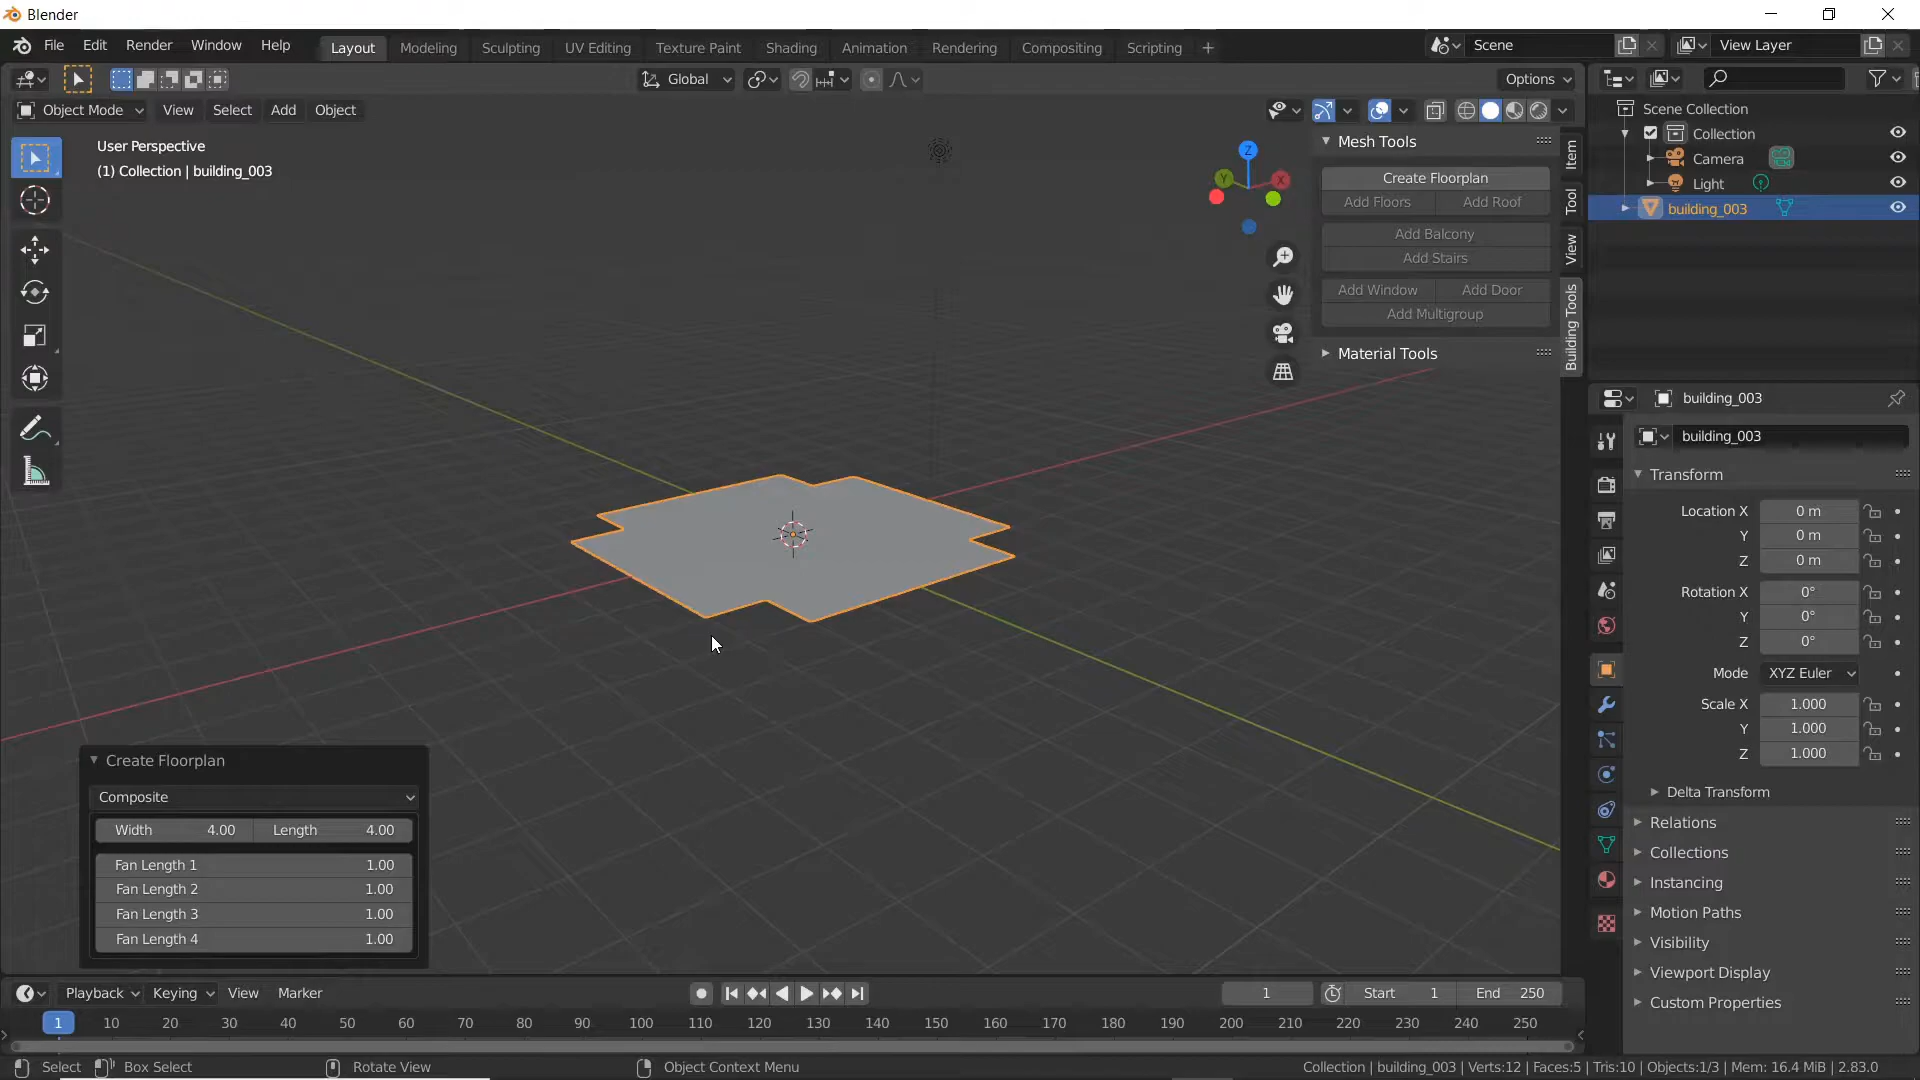 Blender
File Edit Render Window Help Layout Modeling Sculpting UV Editing Texture Paint Shading Animation Rendering Compositing Scripting + Scene View Layer
Global Options
Object Mode View Select Add Object
User Perspective
(1) Collection | building_003
Z
Y
X
Mesh Tools
Create Floorplan
Add Floors Add Roof
Add Balcony
Add Stairs
Add Window Add Door
Add Multigroup
Material Tools
Item
Tool
View
Building Tools
Scene Collection
Collection
Camera
Light
building_003
building_003
building_003
Transform
Location X 0 m
Y 0 m
Z 0 m
Rotation X 0°
Y 0°
Z 0°
Mode XYZ Euler
Scale X 1.000
Y 1.000
Z 1.000
Delta Transform
Relations
Collections
Instancing
Motion Paths
Visibility
Viewport Display
Custom Properties
Create Floorplan
Composite
Width 4.00 Length 4.00
Fan Length 1 1.00
Fan Length 2 1.00
Fan Length 3 1.00
Fan Length 4 1.00
Playback Keying View Marker 1 Start 1 End 250
1 10 20 30 40 50 60 70 80 90 100 110 120 130 140 150 160 170 180 190 200 210 220 230 240 250
Select Box Select Rotate View Object Context Menu Collection | building_003 | Verts:12 | Faces:5 | Tris:10 | Objects:1/3 | Mem: 16.4 MiB | 2.83.0